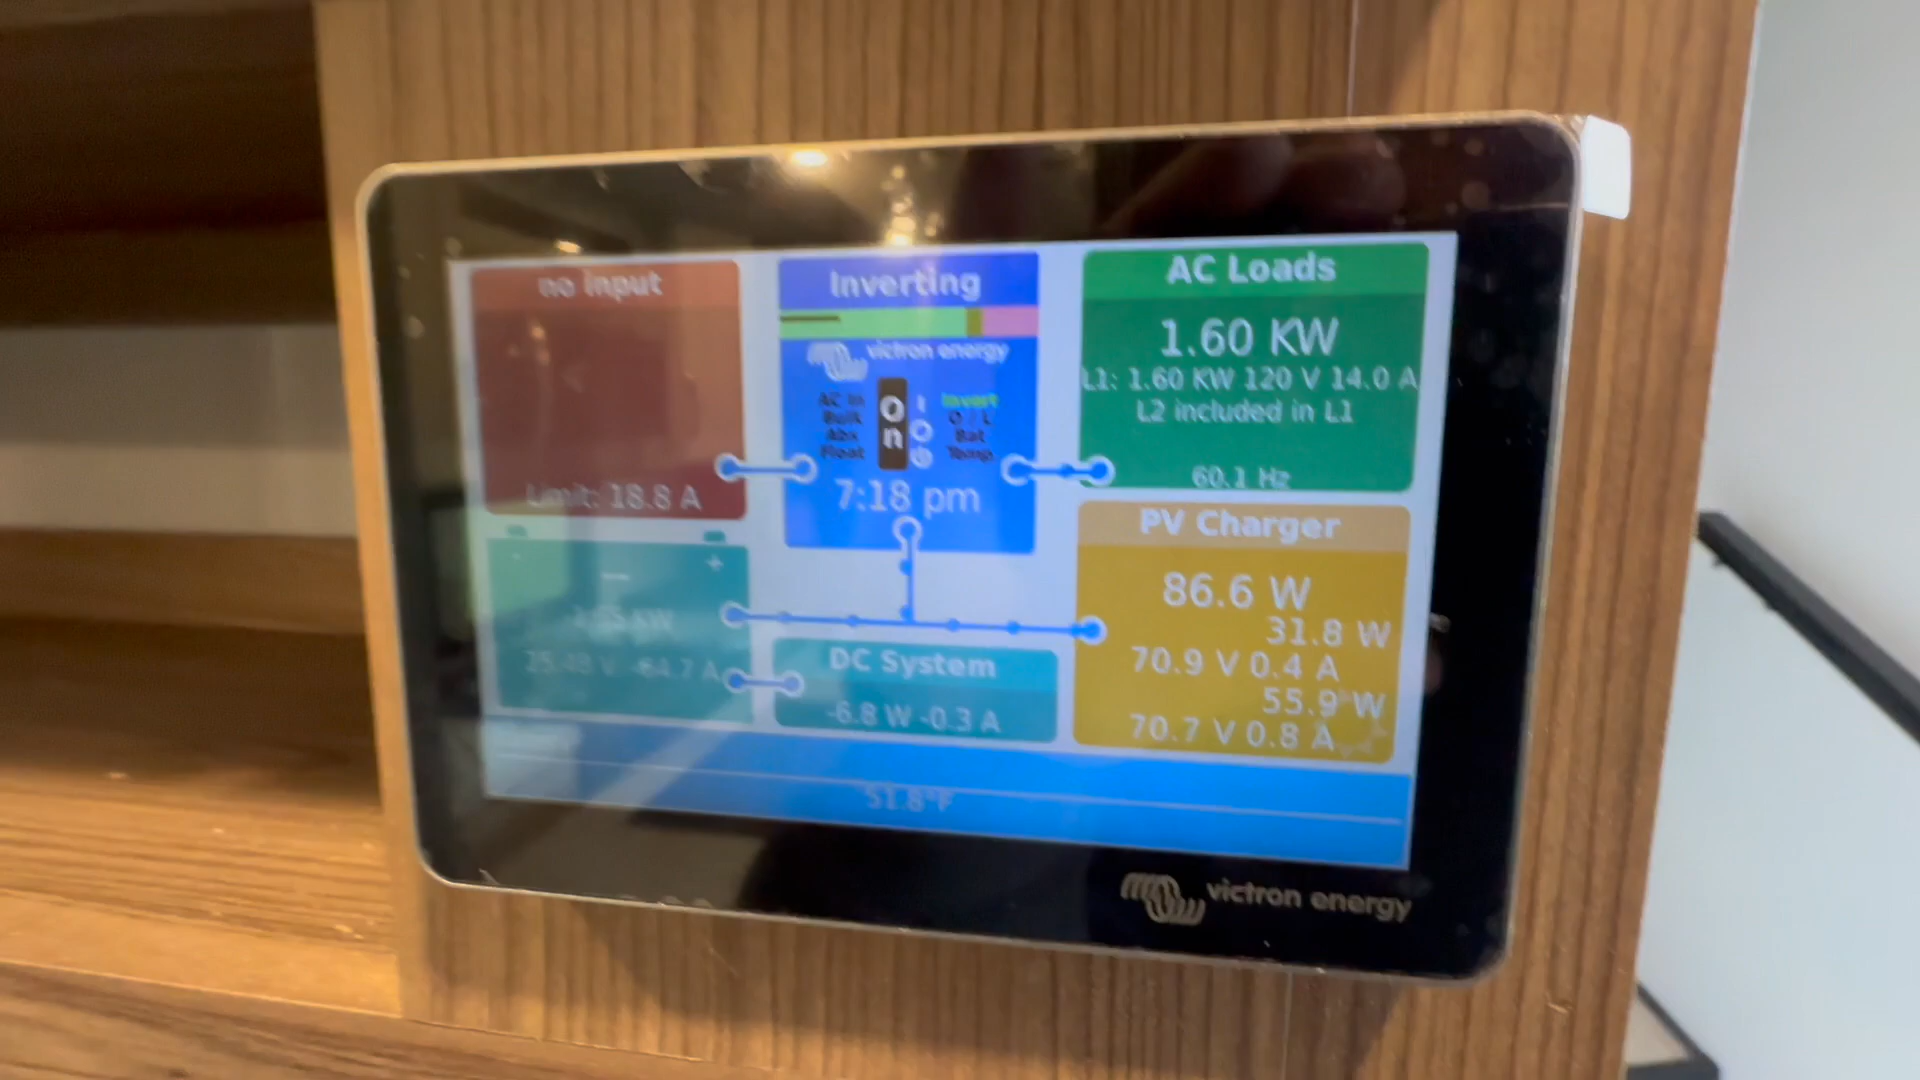 no input
Limit: 18.8 A
Inverting
victron energy
AC In
Bulk
Abs
Float
On
Invert
O / L
Bat
Temp
7:18 pm
AC Loads
1.60 KW
L1: 1.60 KW 120 V 14.0 A
L2 included in L1
60.1 Hz
- +
--
25.48 V -64.7 A
DC System
-6.8 W -0.3 A
PV Charger
86.6 W
31.8 W
70.9 V 0.4 A
55.9 W
70.7 V 0.8 A
51.8°F
victron energy